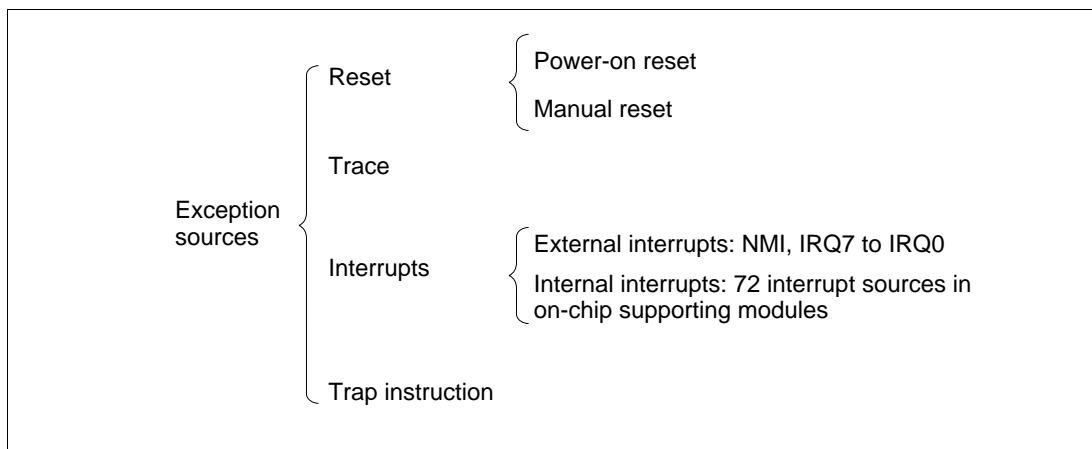 Exception
sources
Reset
Power-on reset
Manual reset
Trace
Interrupts
External interrupts: NMI, IRQ7 to IRQ0
Internal interrupts: 72 interrupt sources in
on-chip supporting modules
Trap instruction